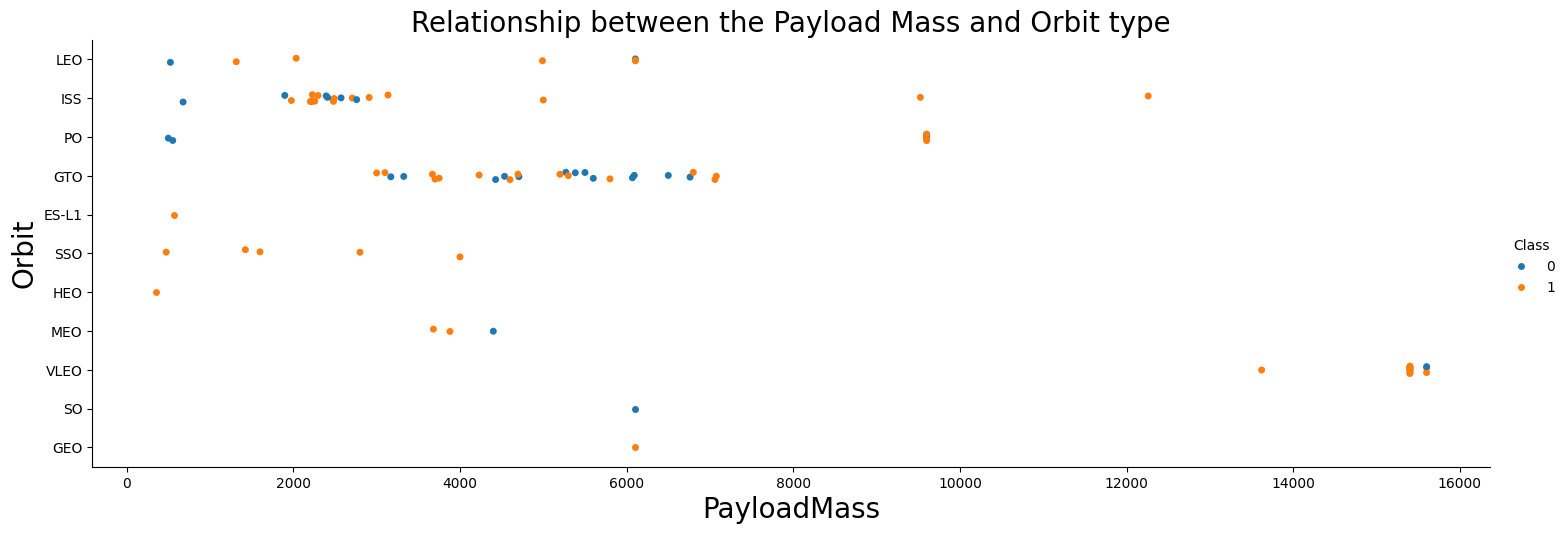 Relationship between the Payload Mass and Orbit type
Orbit
LEO
ISS
PO
GTO
ES-L1
SSO
HEO
MEO
VLEO
SO
GEO
0 2000 4000 6000 8000 10000 12000 14000 16000
PayloadMass
Class
0
1